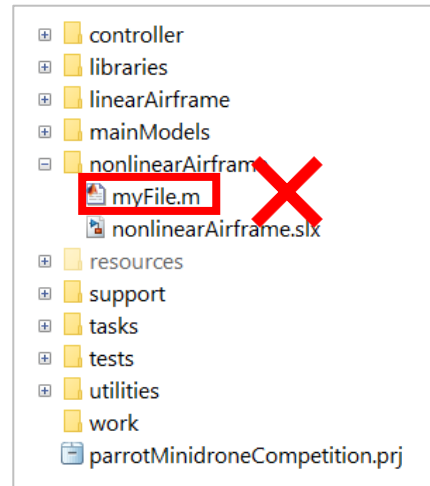 controller
libraries
linearAirframe
mainModels
nonlinearAirfram
myFile.m
nonlinearAirframe.slx
resources
support
tasks
tests
utilities
work
parrotMinidroneCompetition.prj